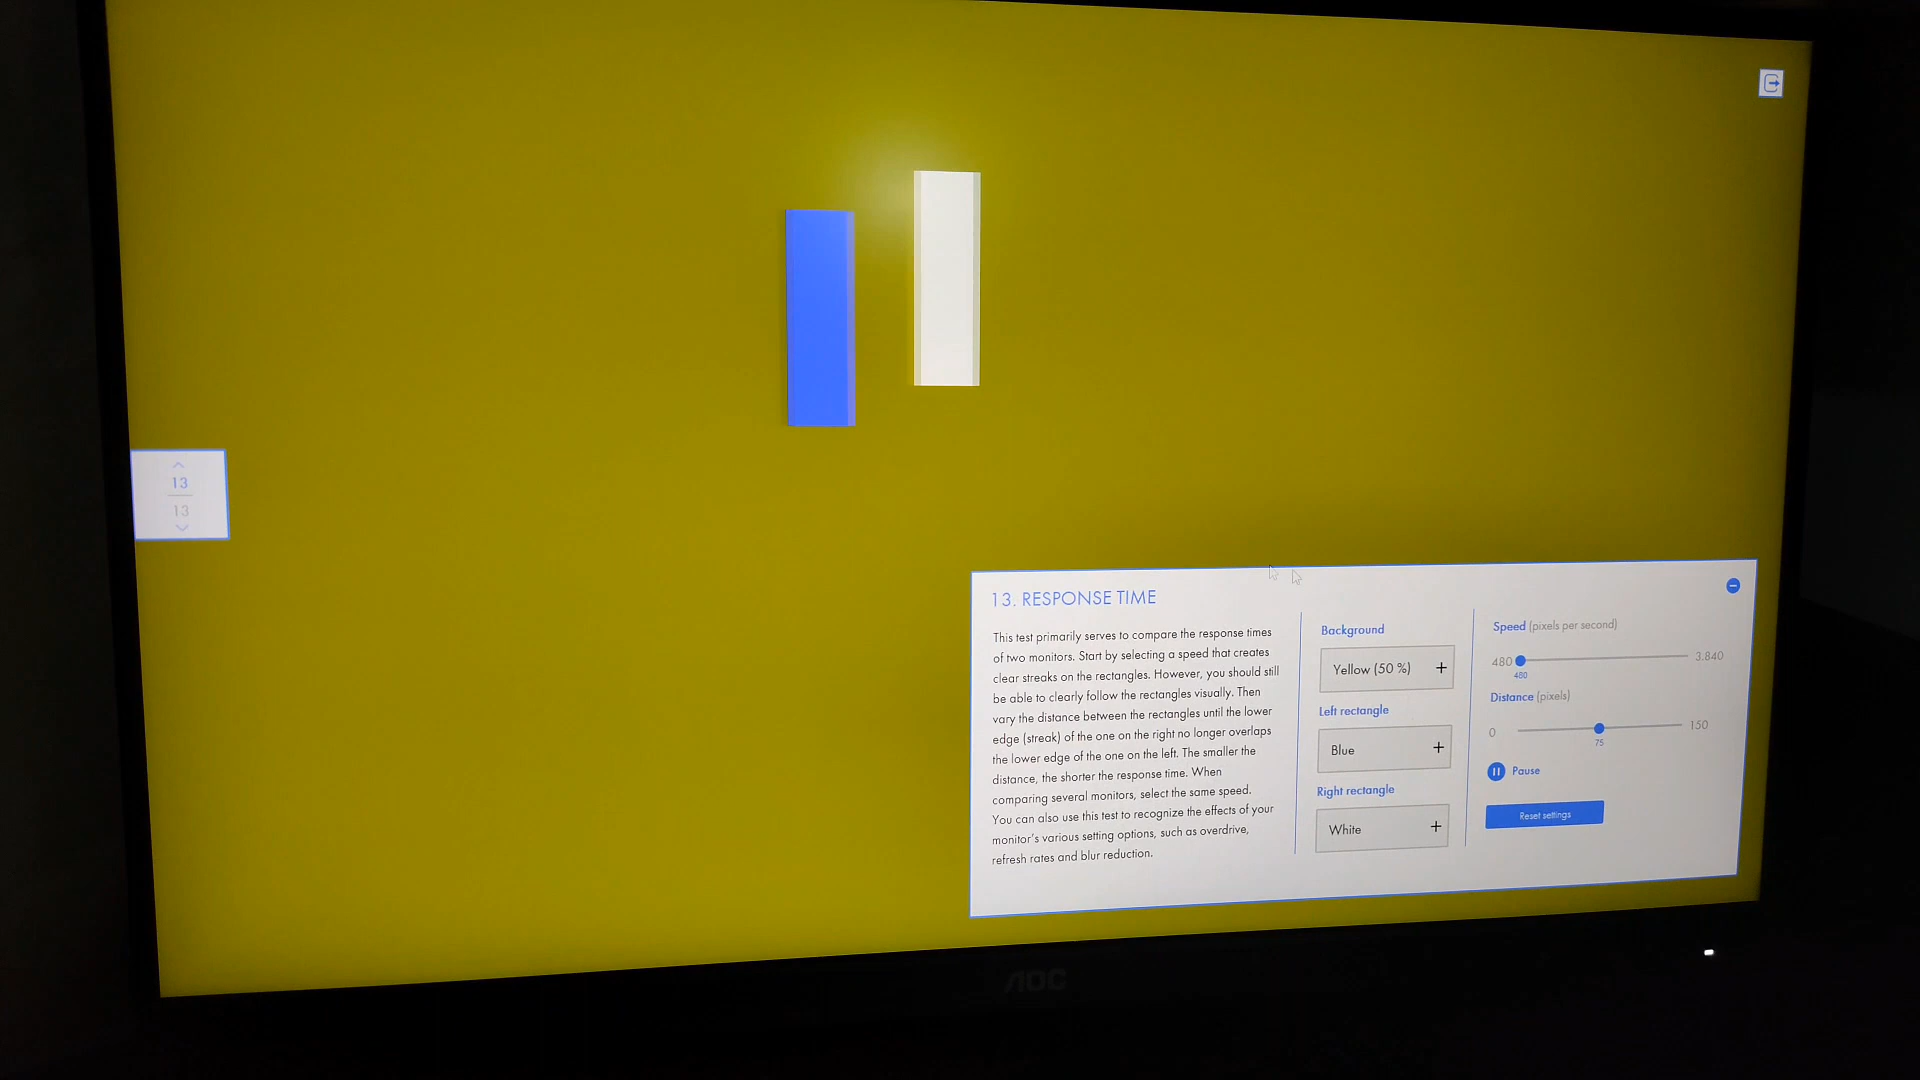 13
13
13. RESPONSE TIME
This test primarily serves to compare the response times
of two monitors. Start by selecting a speed that creates
clear streaks on the rectangles. However, you should still
be able to clearly follow the rectangles visually. Then
vary the distance between the rectangles until the lower
edge (streak) of the one on the right no longer overlaps
the lower edge of the one on the left. The smaller the
distance, the shorter the response time. When
comparing several monitors, select the same speed.
You can also use this test to recognize the effects of your
monitor's various setting options, such as overdrive,
refresh rates and blur reduction.
Background
Yellow (50 %) +
Left rectangle
Blue +
Right rectangle
White +
Speed (pixels per second)
480 3.840
480
Distance (pixels)
0 150
75
Pause
Reset settings
AOC